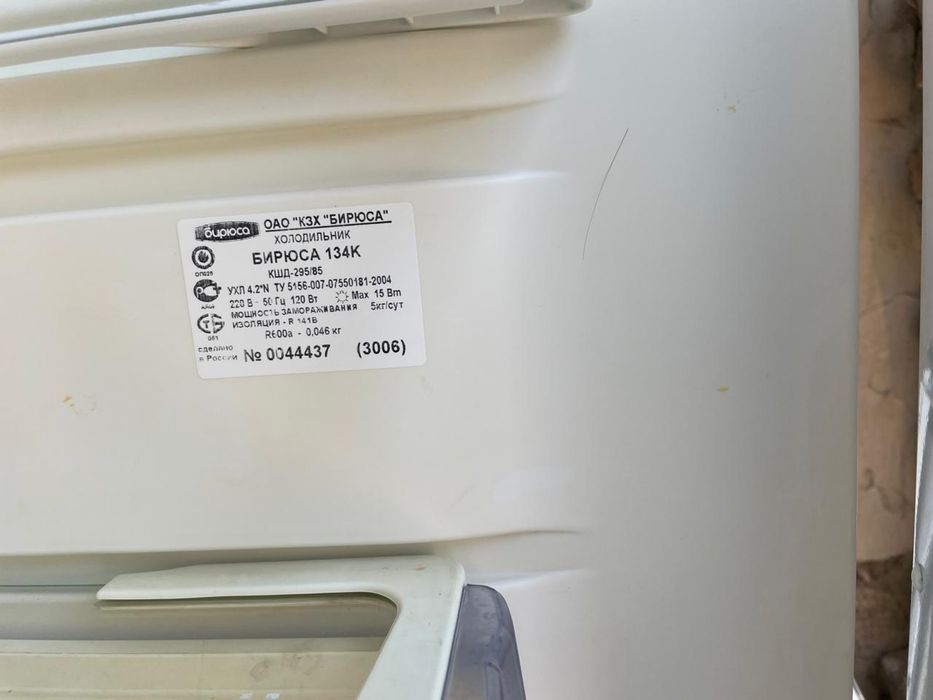 бирюса ОАО "КЗХ "БИРЮСА"
ХОЛОДИЛЬНИК
БИРЮСА 134К
КШД-295/85
УХЛ 4.2*N ТУ 5156-007-07550181-2004
220 В - 50 Гц 120 Вт Max 15 Вт
МОЩНОСТЬ ЗАМОРАЖИВАНИЯ 5кг/сут
ИЗОЛЯЦИЯ - R 141B
R600a - 0,046 кг
сделано
в России № 0044437 (3006)